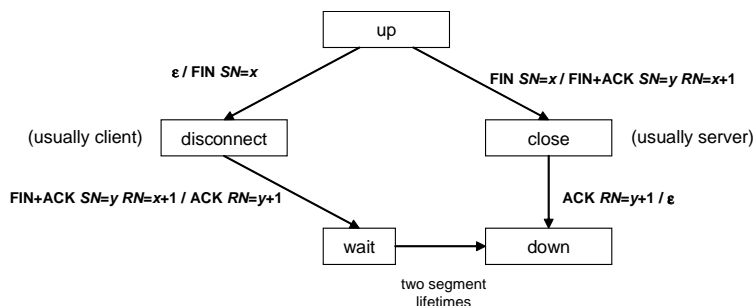 up
ε / FIN SN=x
FIN SN=x / FIN+ACK SN=y RN=x+1
(usually client)
disconnect
close
(usually server)
FIN+ACK SN=y RN=x+1 / ACK RN=y+1
ACK RN=y+1 / ε
wait
down
two segment
lifetimes